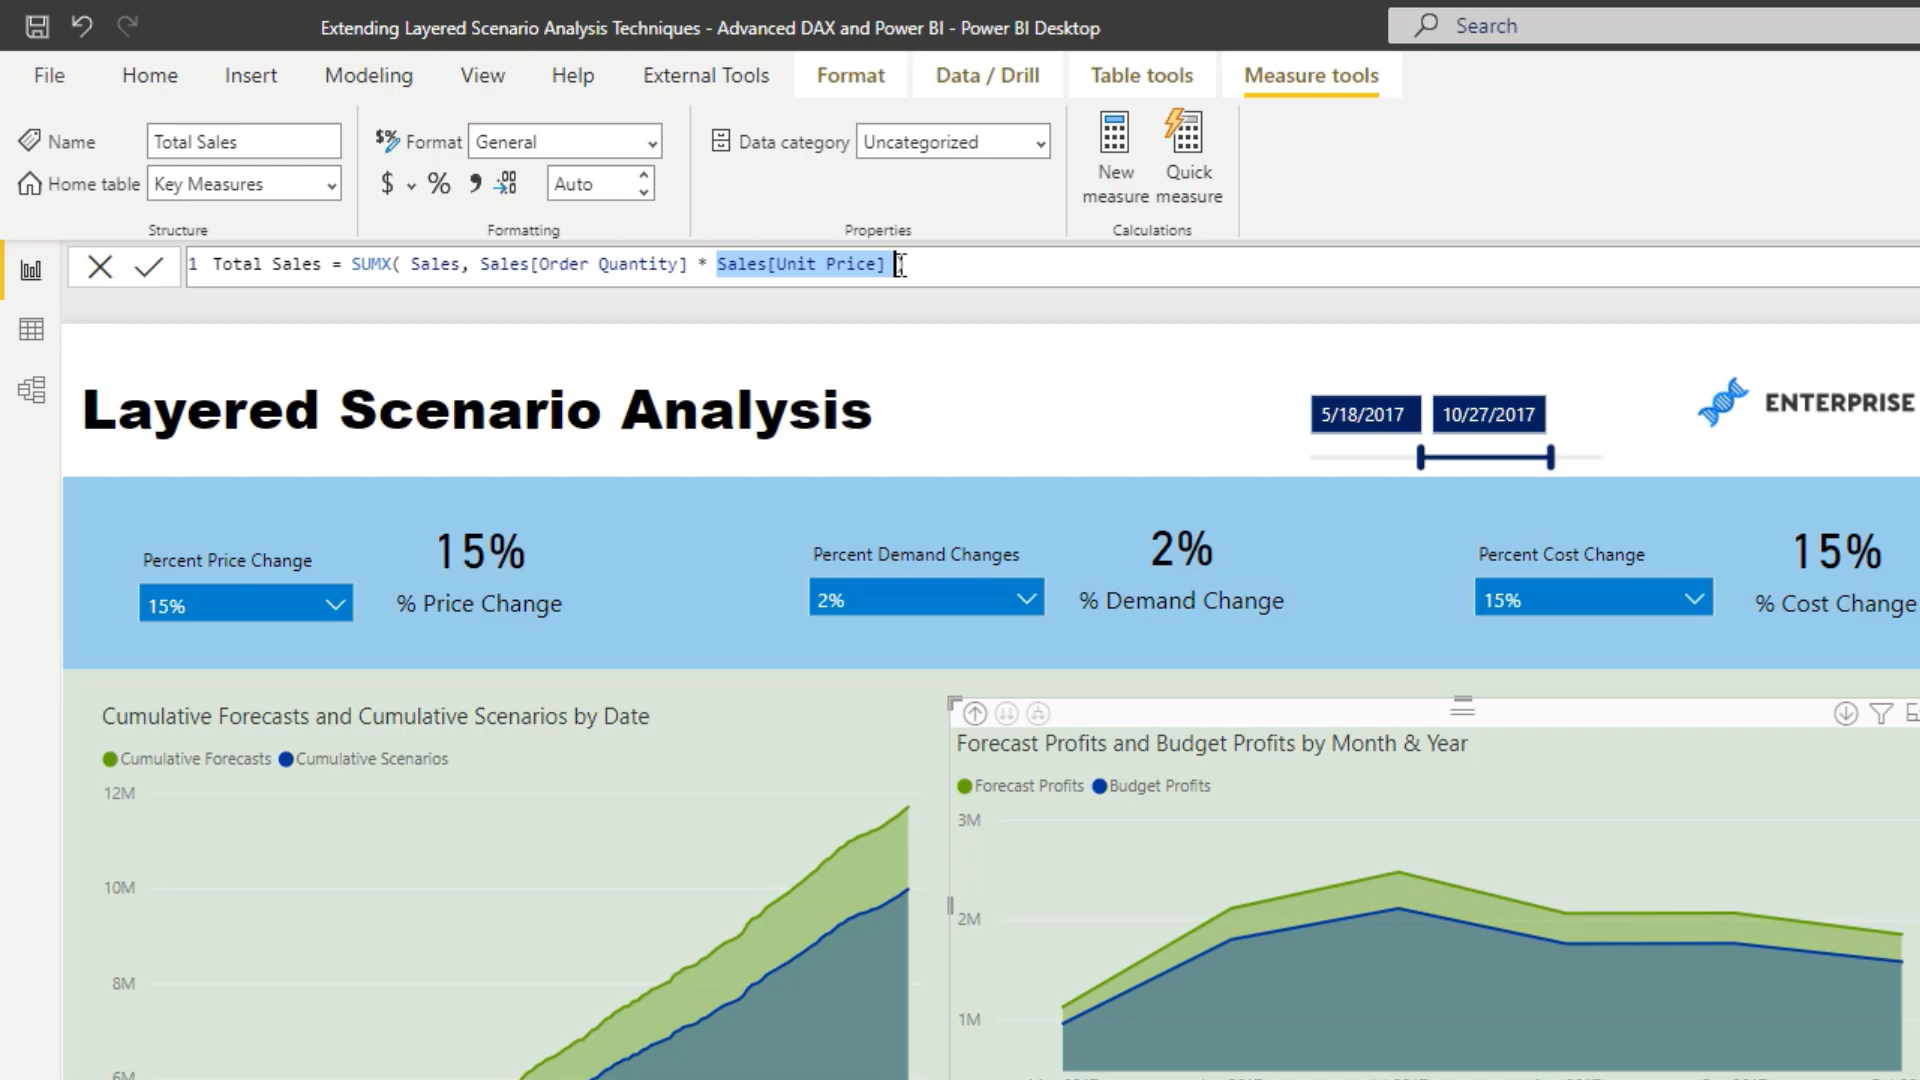 Extending Layered Scenario Analysis Techniques - Advanced DAX and Power BI - Power BI Desktop
Search
File Home Insert Modeling View Help External Tools Format Data / Drill Table tools Measure tools
Name Total Sales $% Format General Data category Uncategorized
Home table Key Measures $ % Auto
New measure
Quick measure
Structure Formatting Properties Calculations
1 Total Sales = SUMX( Sales, Sales[Order Quantity] * Sales[Unit Price] )
Layered Scenario Analysis
5/18/2017 10/27/2017
ENTERPRISE
Percent Price Change
15%
15%
% Price Change
Percent Demand Changes
2%
2%
% Demand Change
Percent Cost Change
15%
15%
% Cost Change
Cumulative Forecasts and Cumulative Scenarios by Date
Cumulative Forecasts Cumulative Scenarios
12M
10M
8M
6M
Forecast Profits and Budget Profits by Month & Year
Forecast Profits Budget Profits
3M
2M
1M